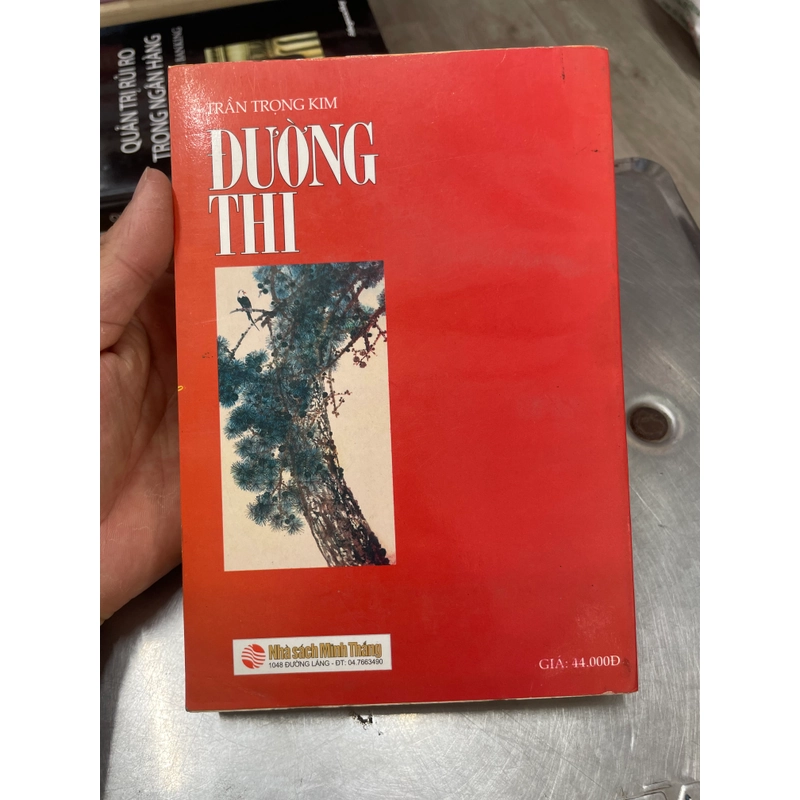 QUẢN TRỊ RỦI RO
TRONG NGÂN HÀNG
TRẦN TRỌNG KIM
ĐƯỜNG
THI
Nhà sách Minh Thắng
1048 ĐƯỜNG LÁNG - ĐT: 04.7663490
GIÁ: 44.000Đ